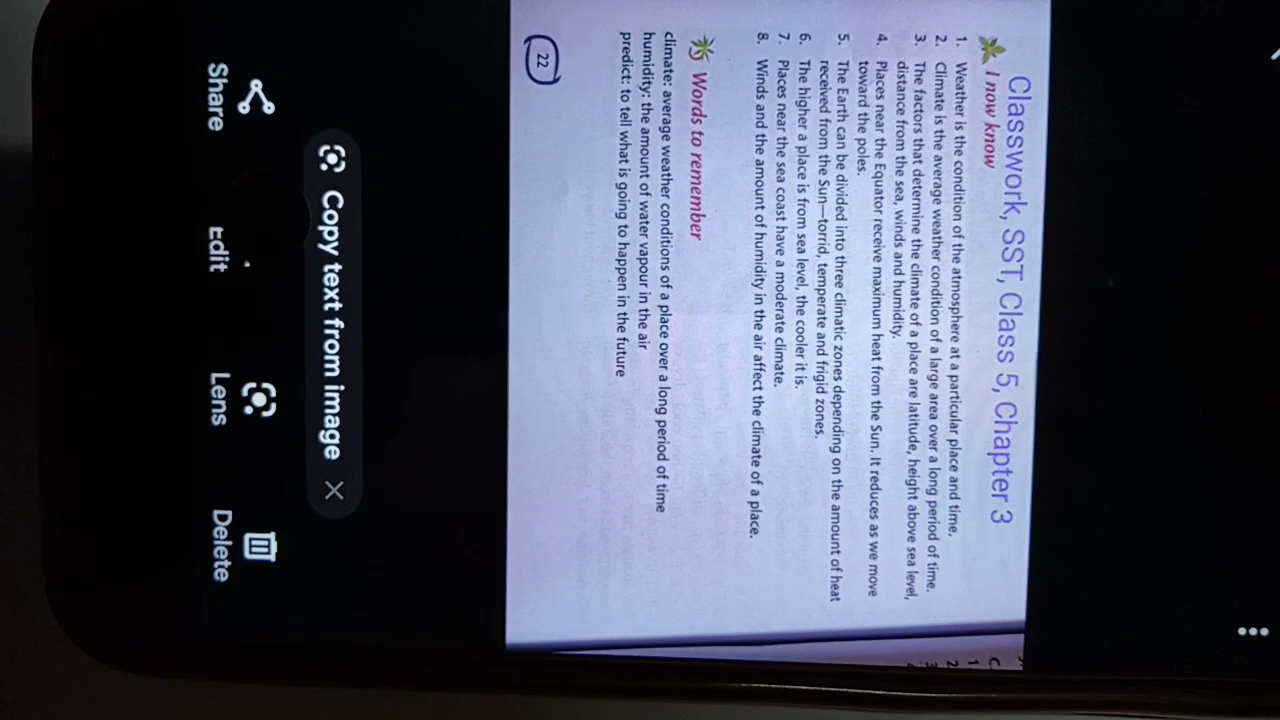 Classwork, SST, Class 5, Chapter 3
I now know
1. Weather is the condition of the atmosphere at a particular place and time.
2. Climate is the average weather condition of a large area over a long period of time.
3. The factors that determine the climate of a place are latitude, height above sea level,
distance from the sea, winds and humidity.
4. Places near the Equator receive maximum heat from the Sun. It reduces as we move
toward the poles.
5. The Earth can be divided into three climatic zones depending on the amount of heat
received from the Sun—torrid, temperate and frigid zones.
6. The higher a place is from sea level, the cooler it is.
7. Places near the sea coast have a moderate climate.
8. Winds and the amount of humidity in the air affect the climate of a place.
Words to remember
climate: average weather conditions of a place over a long period of time
humidity: the amount of water vapour in the air
predict: to tell what is going to happen in the future
22
C.
1
2
3
Copy text from image
Share Edit Lens Delete